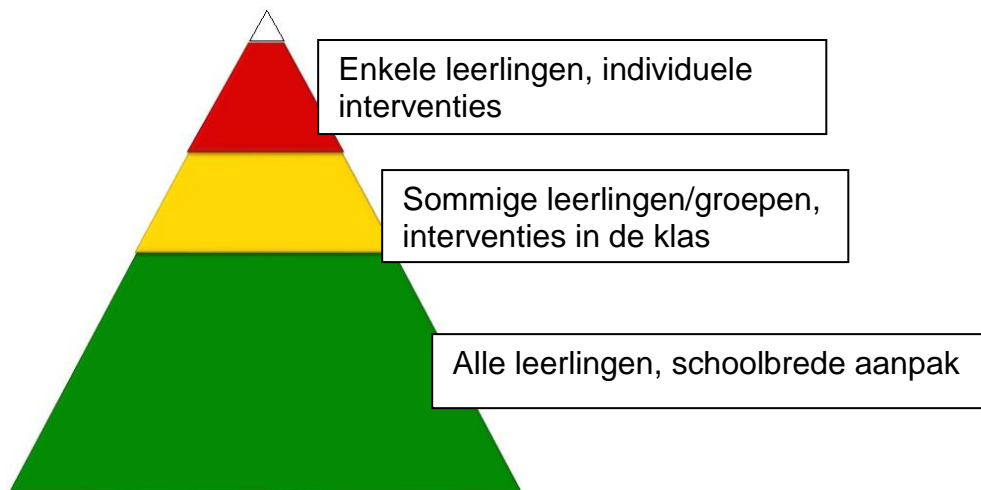 Enkele leerlingen, individuele
interventies
Sommige leerlingen/groepen,
interventies in de klas
Alle leerlingen, schoolbrede aanpak